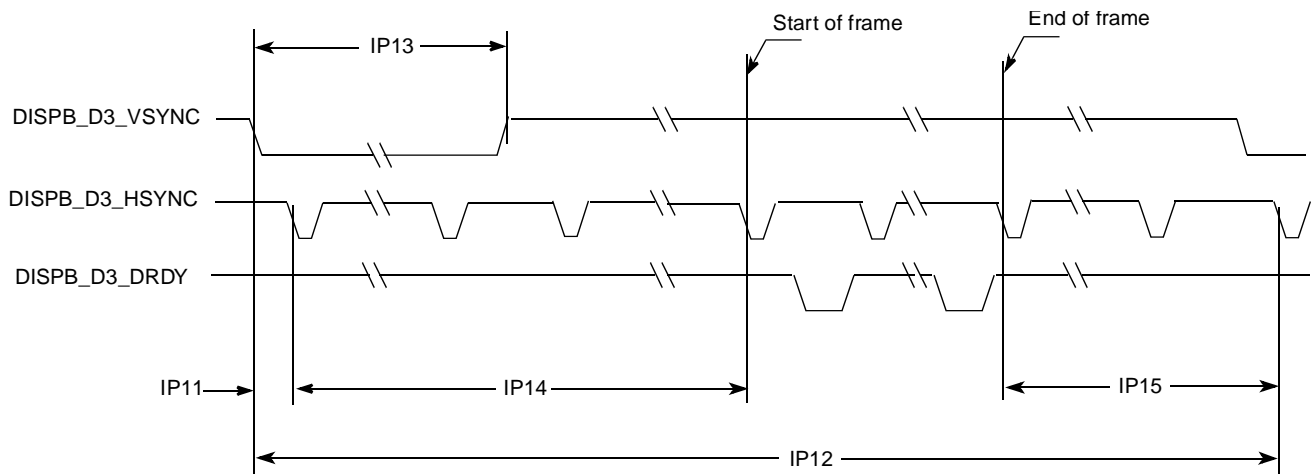 Start of frame
End of frame
IP13
DISPB_D3_VSYNC
DISPB_D3_HSYNC
DISPB_D3_DRDY
IP11
IP14
IP15
IP12